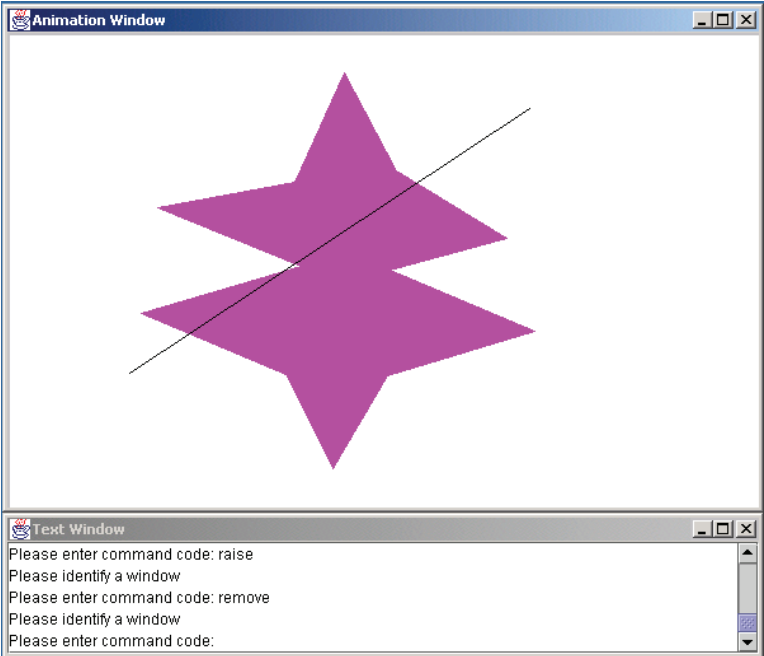 Animation Window
Text Window
Please enter command code: raise
Please identify a window
Please enter command code: remove
Please identify a window
Please enter command code: